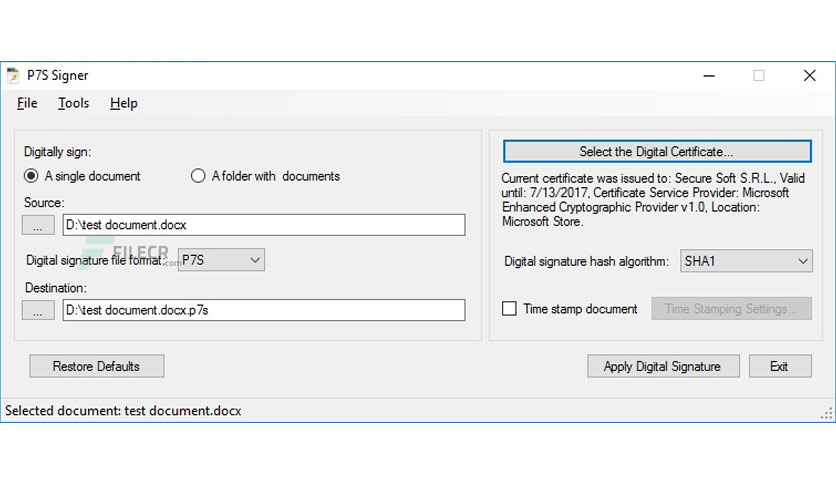 P7S Signer
File Tools Help
Digitally sign:
A single document
A folder with documents
Source:
... D:\test document.docx
FILECR
.com
Digital signature file format: P7S
Destination:
... D:\test document.docx.p7s
Select the Digital Certificate...
Current certificate was issued to: Secure Soft S.R.L., Valid
until: 7/13/2017, Certificate Service Provider: Microsoft
Enhanced Cryptographic Provider v1.0, Location:
Microsoft Store.
Digital signature hash algorithm: SHA1
Time stamp document Time Stamping Settings...
Restore Defaults
Apply Digital Signature
Exit
Selected document: test document.docx